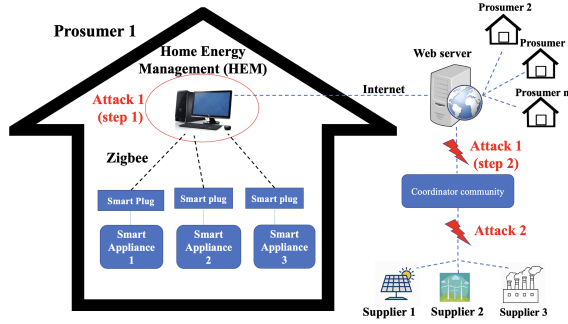 Prosumer 1
Home Energy
Management (HEM)
Attack 1
(step 1)
Zigbee
Smart Plug
Smart plug
Smart plug
Smart
Appliance
1
Smart
Appliance
2
Smart
Appliance
3
Internet
Web server
Prosumer 2
Prosumer
Prosumer n
Attack 1
(step 2)
Coordinator community
Attack 2
Supplier 1
Supplier 2
Supplier 3